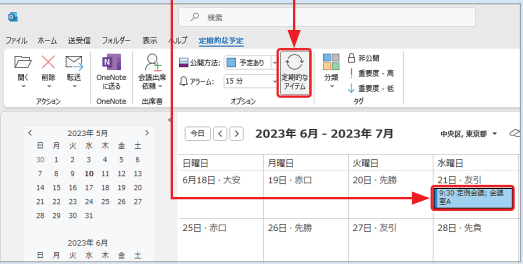 検索
ファイル ホーム 送受信 フォルダー 表示 ヘルプ 定期的な予定
開く 削除 転送
アクション
N
OneNote
に送る
OneNote
会議出席
依頼
出席者
公開方法: 予定あり
アラーム: 15 分
定期的な
アイテム
オプション
分類
非公開
重要度 - 高
重要度 - 低
タグ
2023年 5月
日 月 火 水 木 金 土
30 1 2 3 4 5 6
7 8 9 10 11 12 13
14 15 16 17 18 19 20
21 22 23 24 25 26 27
28 29 30 31
2023年 6月
日 月 火 水 木 金 土
今日 2023年 6月 - 2023年 7月 中央区, 東京都
日曜日 月曜日 火曜日 水曜日
6月18日・大安 19日・赤口 20日・先勝 21日・友引
9:30 定例会議; 会議
室A
25日・赤口 26日・先勝 27日・友引 28日・先負